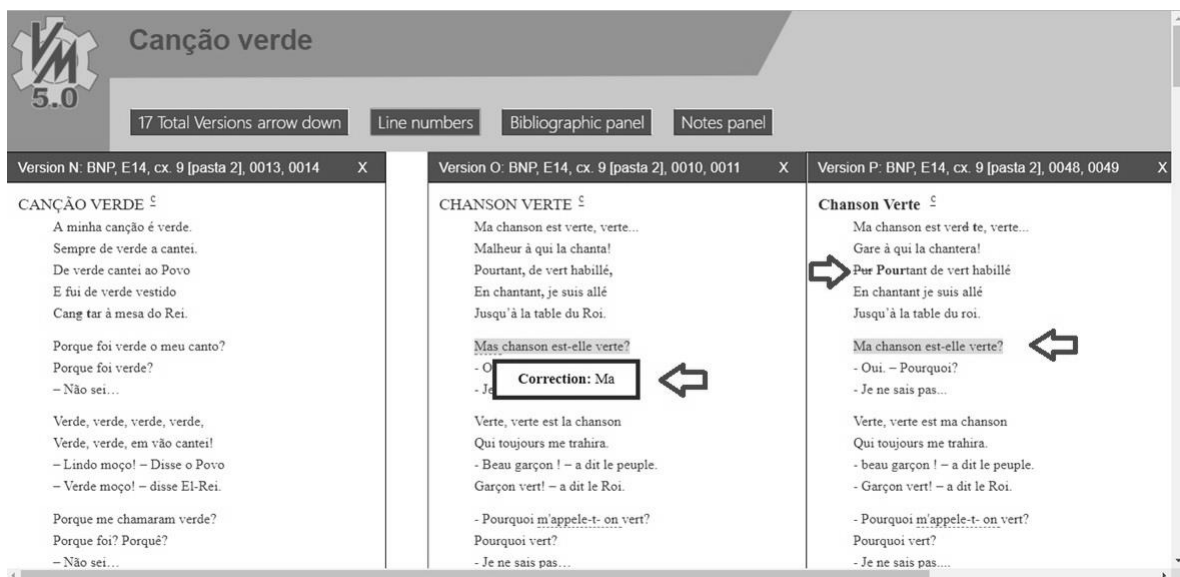 VM
5.0
Canção verde
17 Total Versions arrow down Line numbers Bibliographic panel Notes panel
Version N: BNP, E14, cx. 9 [pasta 2], 0013, 0014 X
CANÇÃO VERDE C
A minha canção é verde.
Sempre de verde a cantei.
De verde cantei ao Povo
E fui de verde vestido
Cang tar à mesa do Rei.
Porque foi verde o meu canto?
Porque foi verde?
– Não sei…
Verde, verde, verde, verde,
Verde, verde, em vão cantei!
– Lindo moço! – Disse o Povo
– Verde moço! – disse El-Rei.
Porque me chamaram verde?
Porque foi? Porquê?
– Não sei…
Version O: BNP, E14, cx. 9 [pasta 2], 0010, 0011 X
CHANSON VERTE C
Ma chanson est verte, verte...
Malheur à qui la chanta!
Pourtant, de vert habillé,
En chantant, je suis allé
Jusqu'à la table du Roi.
Mas chanson est-elle verte?
- O
Correction: Ma
- Je
Verte, verte est la chanson
Qui toujours me trahira.
- Beau garçon ! – a dit le peuple.
Garçon vert! – a dit le Roi.
- Pourquoi m'appele-t- on vert?
Pourquoi vert?
- Je ne sais pas…
Version P: BNP, E14, cx. 9 [pasta 2], 0048, 0049 X
Chanson Verte C
Ma chanson est verd te, verte...
Gare à qui la chantera!
Pur Pourtant de vert habillé
En chantant je suis allé
Jusqu'à la table du roi.
Ma chanson est-elle verte?
- Oui. – Pourquoi?
- Je ne sais pas...
Verte, verte est ma chanson
Qui toujours me trahira.
- beau garçon ! – a dit le peuple.
- Garçon vert! – a dit le Roi.
- Pourquoi m'appele-t- on vert?
Pourquoi vert?
- Je ne sais pas....